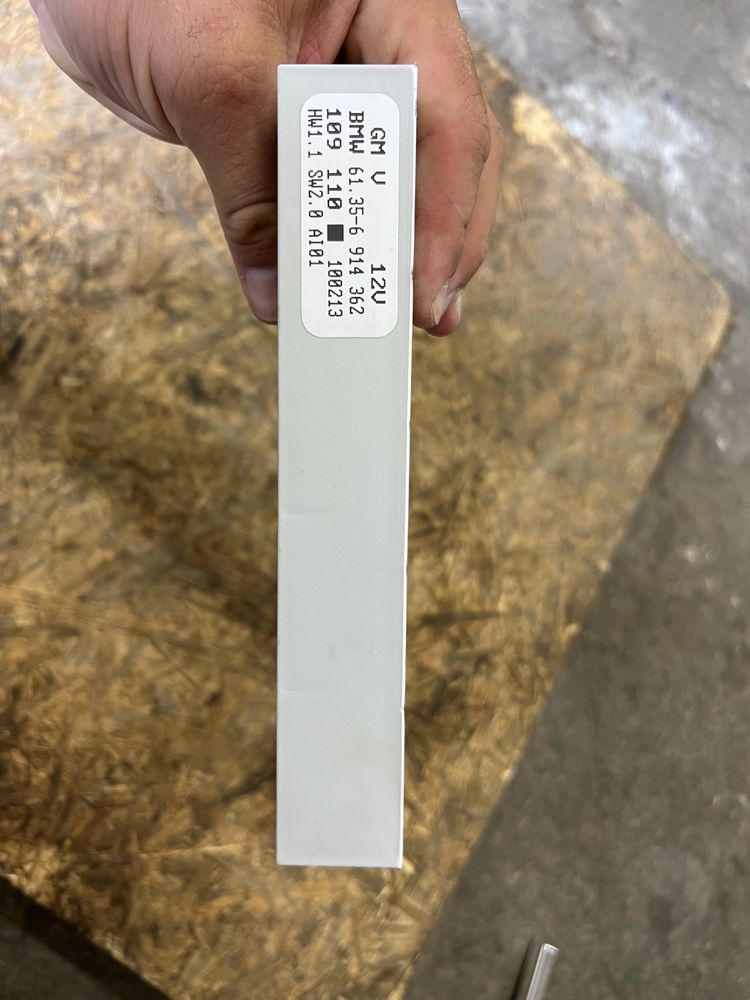 GM V 12V
BMW 61.35-6 914 362
109 110 ■ 100213
HW1.1 SW2.0 AI01